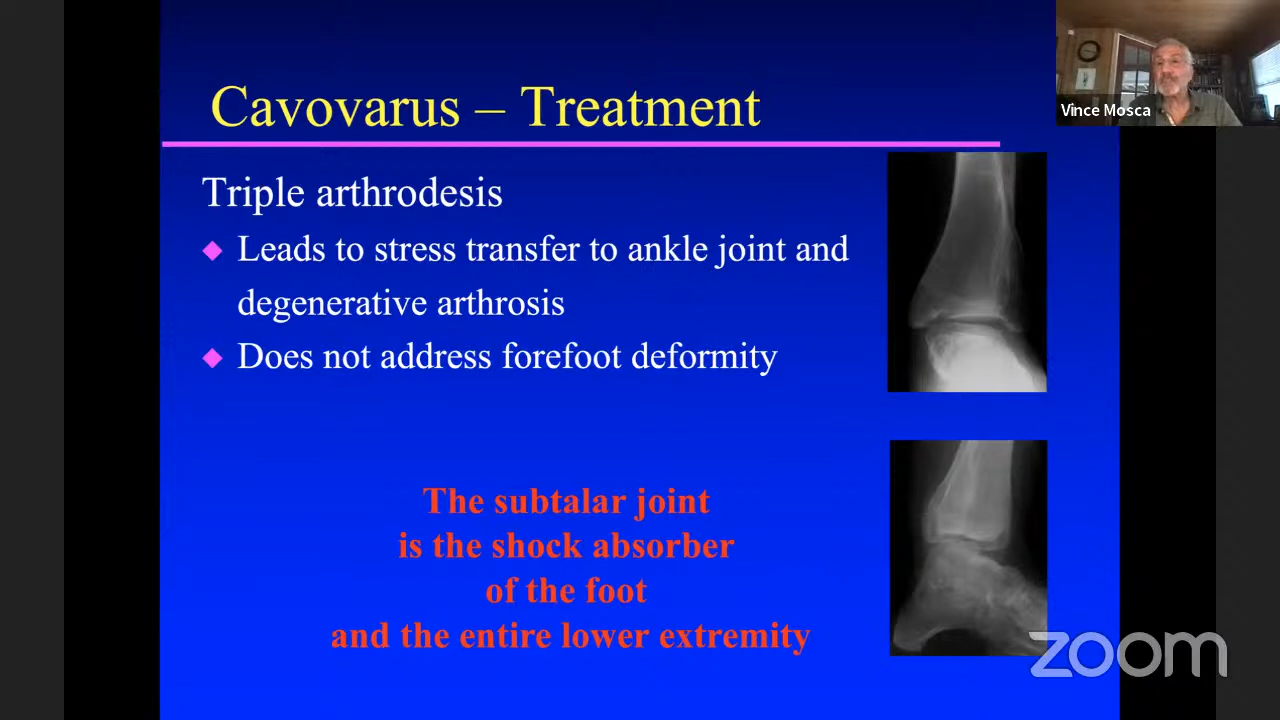 Cavovarus – Treatment
Vince Mosca
Triple arthrodesis
Leads to stress transfer to ankle joint and
degenerative arthrosis
Does not address forefoot deformity
The subtalar joint
is the shock absorber
of the foot
and the entire lower extremity
zoom